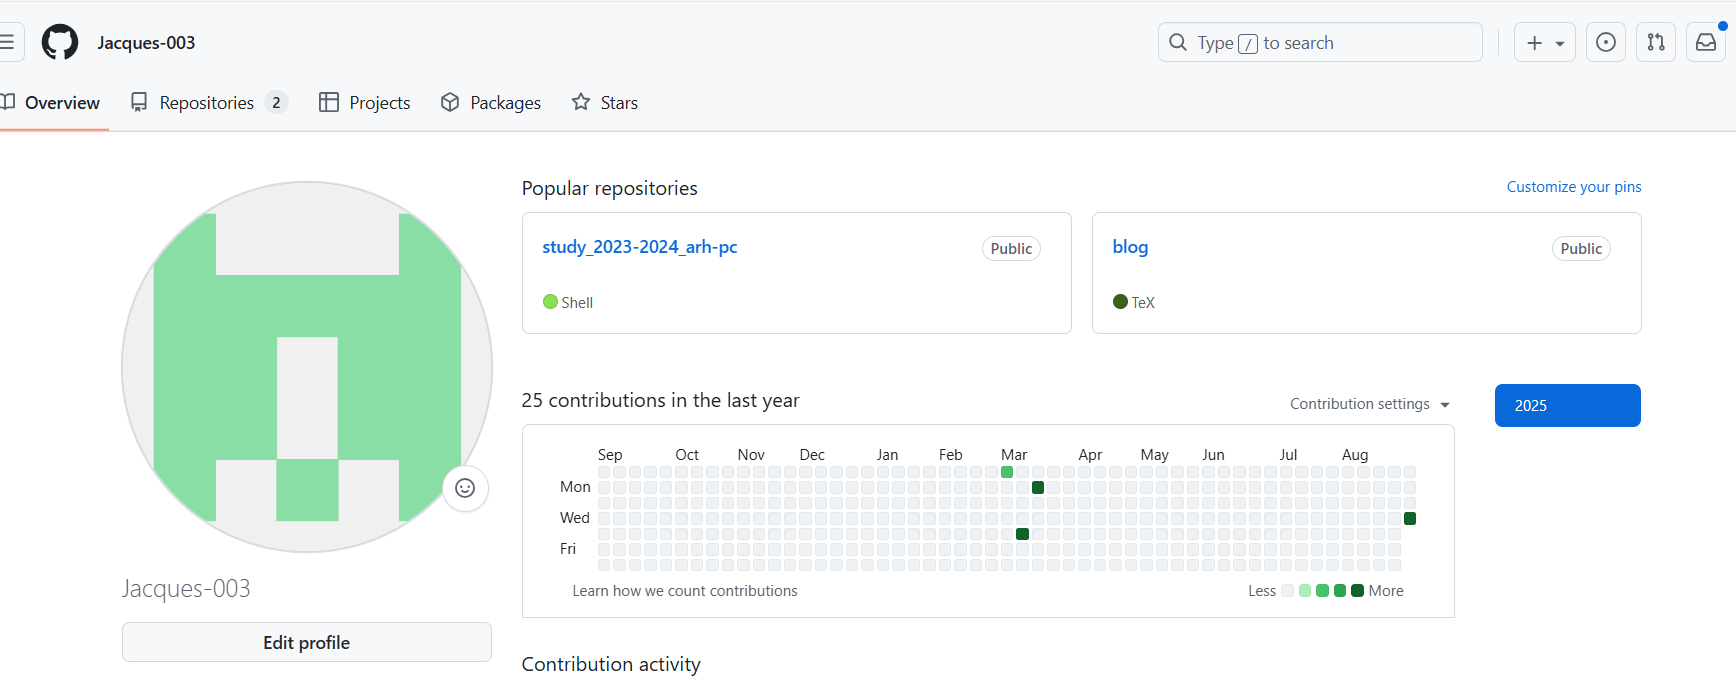 Jacques-003
Type / to search
Overview
Repositories 2
Projects
Packages
Stars
Popular repositories
Customize your pins
study_2023-2024_arh-pc
Public
Shell
blog
Public
TeX
25 contributions in the last year
Contribution settings
2025
Sep Oct Nov Dec Jan Feb Mar Apr May Jun Jul Aug
Mon
Wed
Fri
Learn how we count contributions
Less More
Jacques-003
Edit profile
Contribution activity